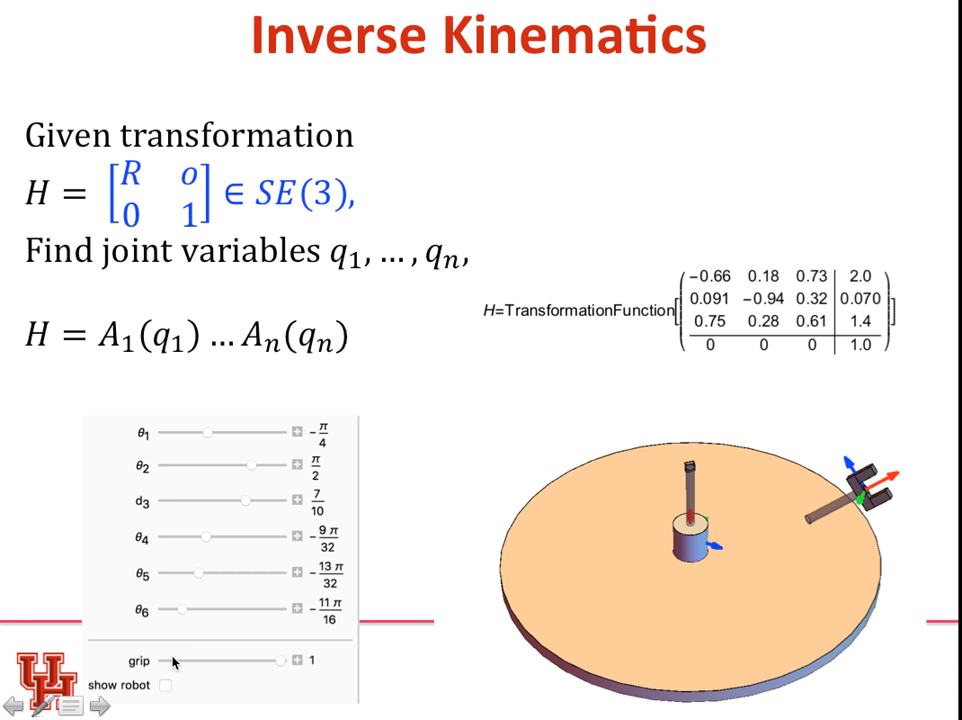 Inverse Kinematics
Given transformation
H = [R o
0 1] ∈ SE(3),
Find joint variables q₁, … , qₙ,
H = A₁(q₁) … Aₙ(qₙ)
H=TransformationFunction[
-0.66 0.18 0.73 2.0
0.091 -0.94 0.32 0.070
0.75 0.28 0.61 1.4
0 0 0 1.0
]
θ₁ -π/4
θ₂ π/2
d₃ 7/10
θ₄ -9π/32
θ₅ -13π/32
θ₆ -11π/16
grip 1
show robot
UH